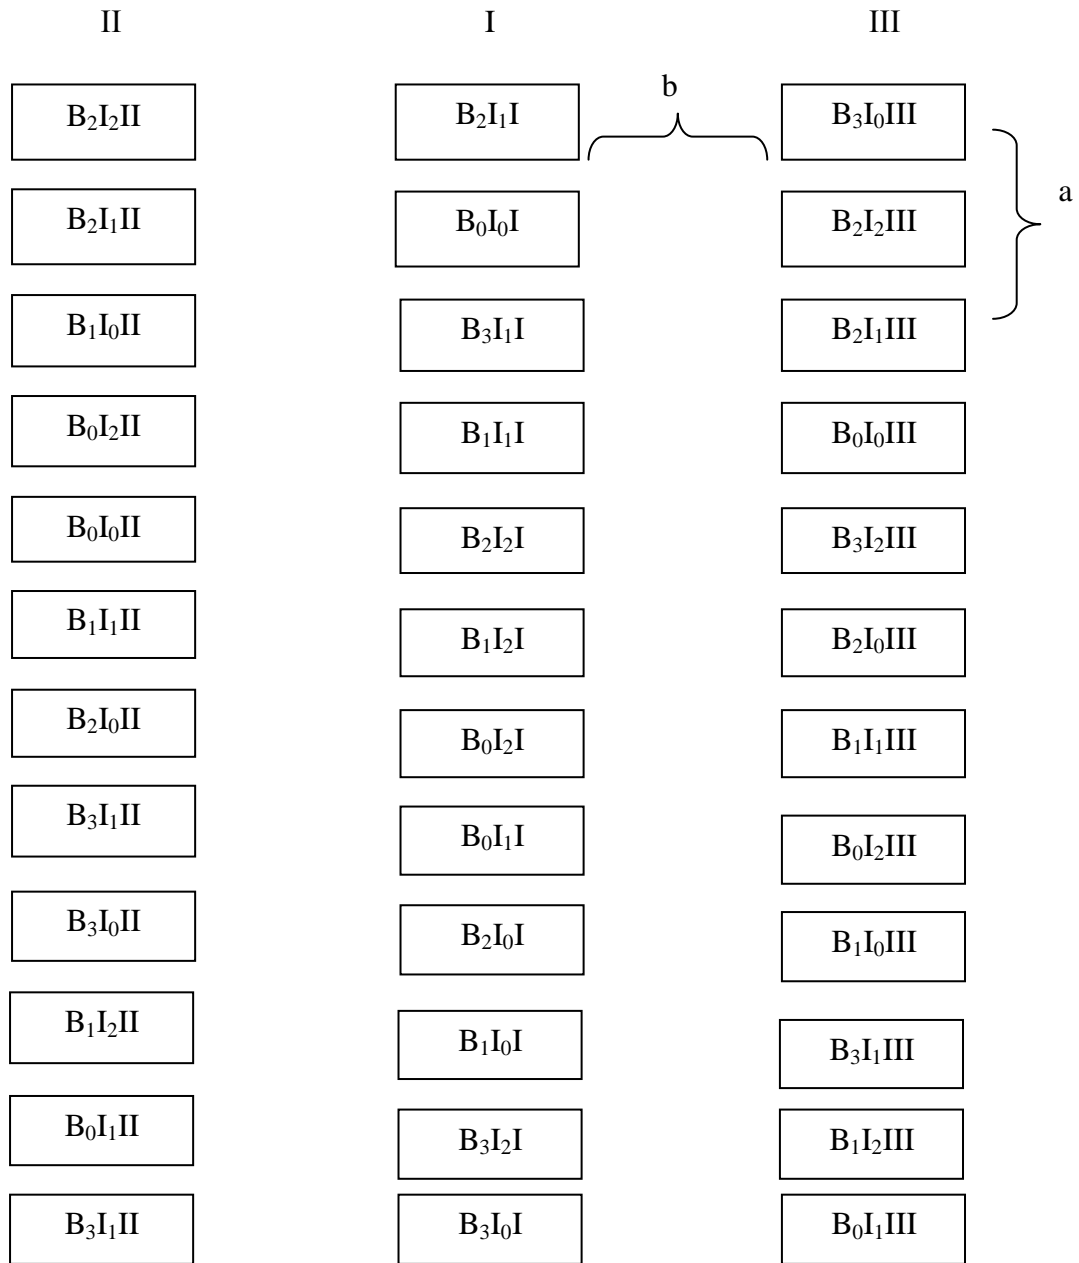 II I III
b
a
B₂I₂II B₂I₁I B₃I₀III
B₂I₁II B₀I₀I B₂I₂III
B₁I₀II B₃I₁I B₂I₁III
B₀I₂II B₁I₁I B₀I₀III
B₀I₀II B₂I₂I B₃I₂III
B₁I₁II B₁I₂I B₂I₀III
B₂I₀II B₀I₂I B₁I₁III
B₃I₁II B₀I₁I B₀I₂III
B₃I₀II B₂I₀I B₁I₀III
B₁I₂II B₁I₀I B₃I₁III
B₀I₁II B₃I₂I B₁I₂III
B₃I₁II B₃I₀I B₀I₁III